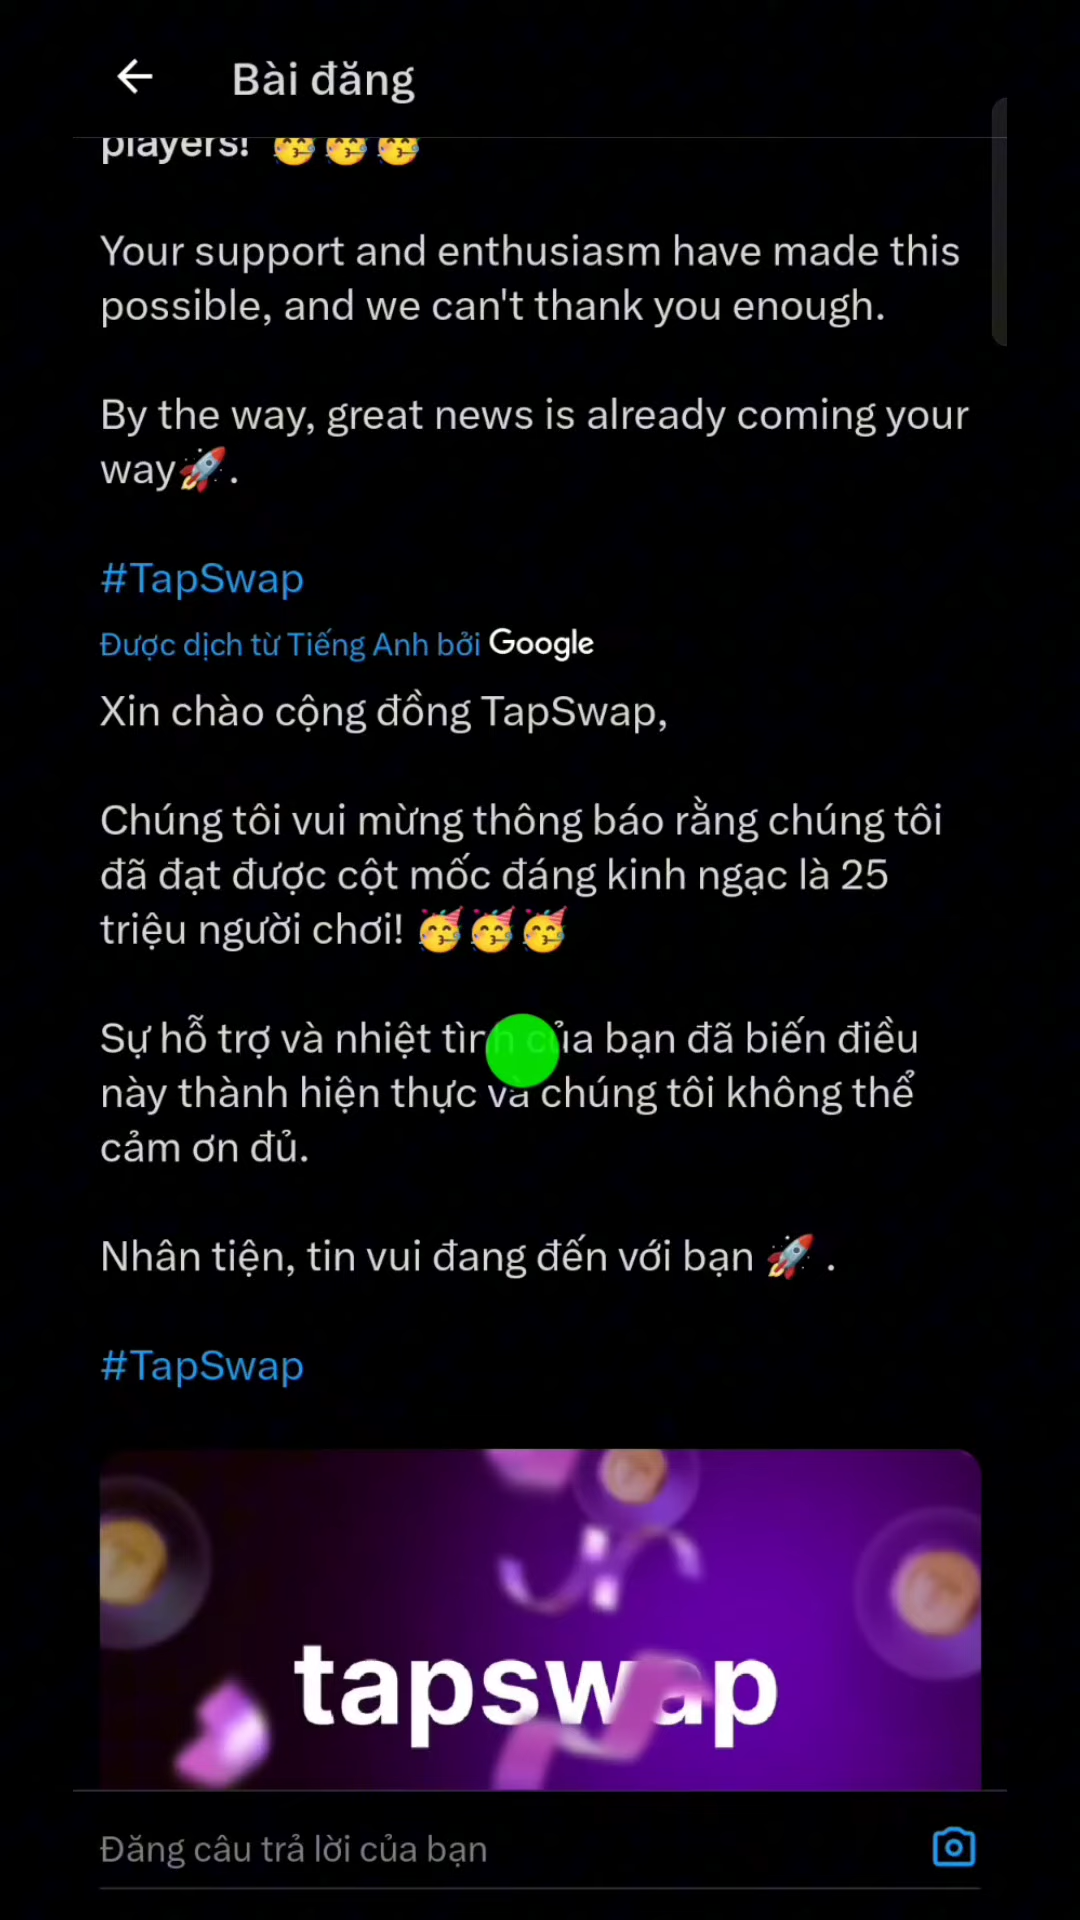 Bài đăng
players! 🥳🥳🥳
Your support and enthusiasm have made this
possible, and we can't thank you enough.
By the way, great news is already coming your
way🚀.
#TapSwap
Được dịch từ Tiếng Anh bởi Google
Xin chào cộng đồng TapSwap,
Chúng tôi vui mừng thông báo rằng chúng tôi
đã đạt được cột mốc đáng kinh ngạc là 25
triệu người chơi! 🥳🥳🥳
Sự hỗ trợ và nhiệt tình của bạn đã biến điều
này thành hiện thực và chúng tôi không thể
cảm ơn đủ.
Nhân tiện, tin vui đang đến với bạn 🚀 .
#TapSwap
tapswap
Đăng câu trả lời của bạn